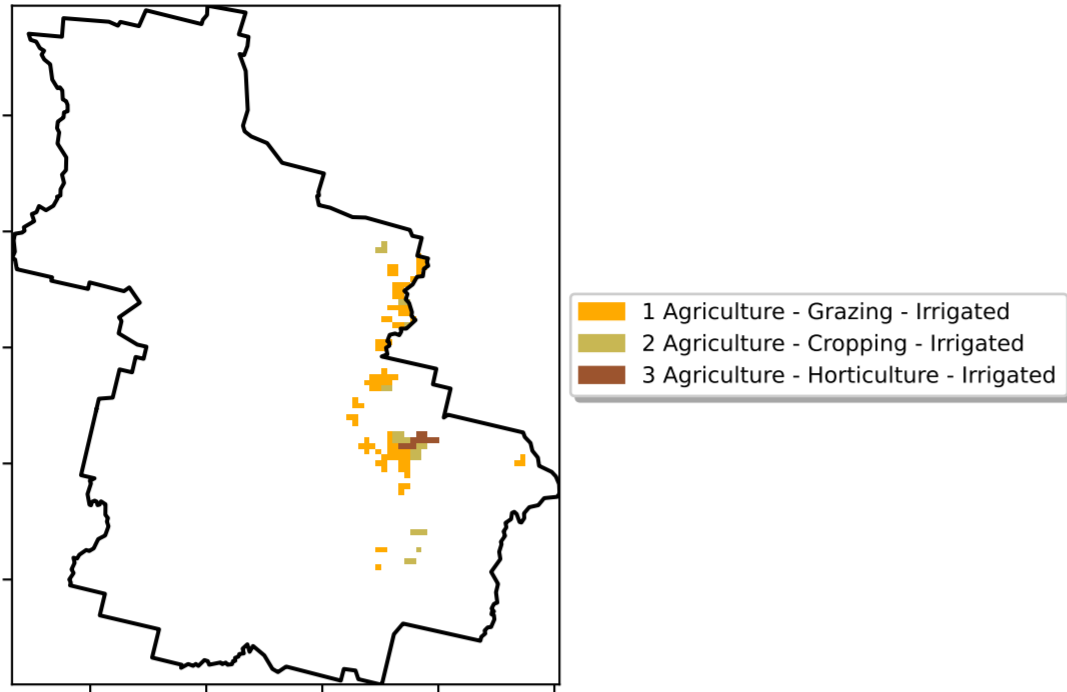 1 Agriculture - Grazing - Irrigated
2 Agriculture - Cropping - Irrigated
3 Agriculture - Horticulture - Irrigated